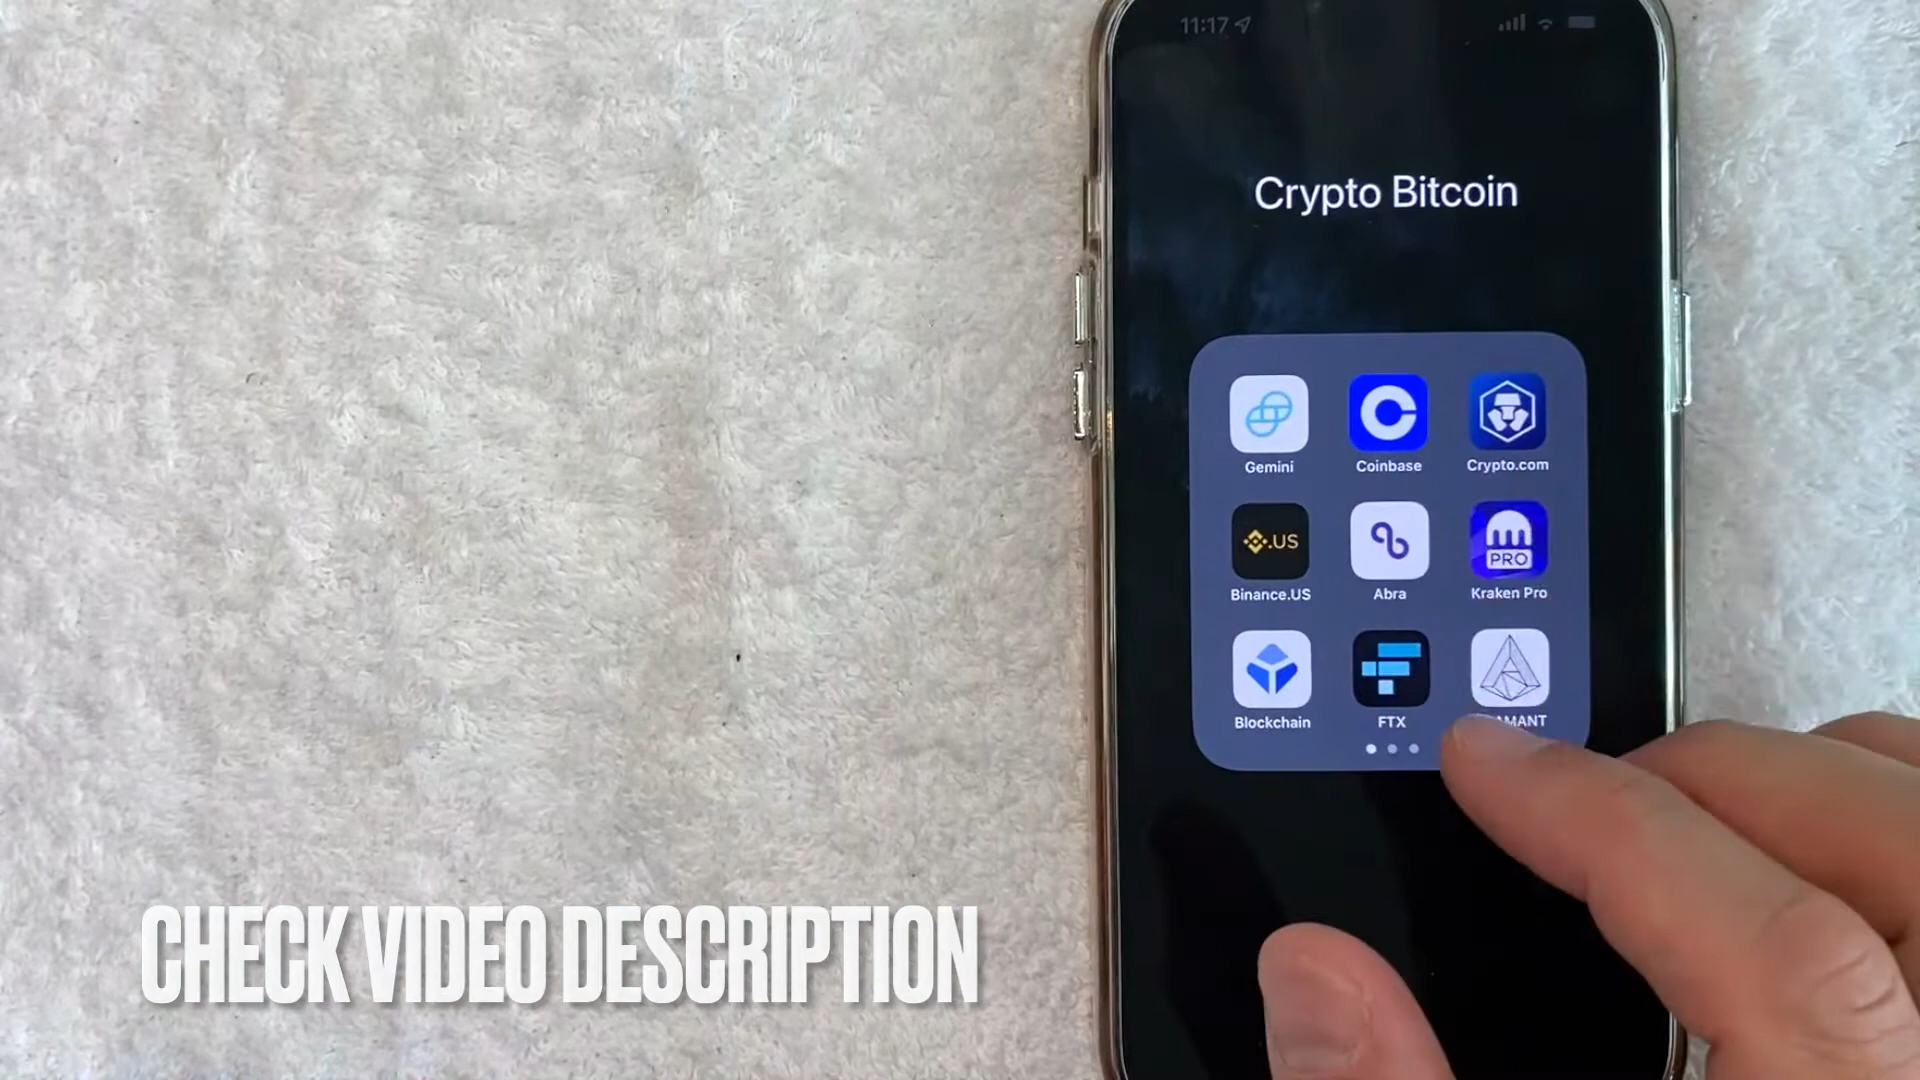 11:17
Crypto Bitcoin
Gemini
Coinbase
Crypto.com
.US
PRO
Binance.US
Abra
Kraken Pro
Blockchain
FTX
AMANT
CHECK VIDEO DESCRIPTION